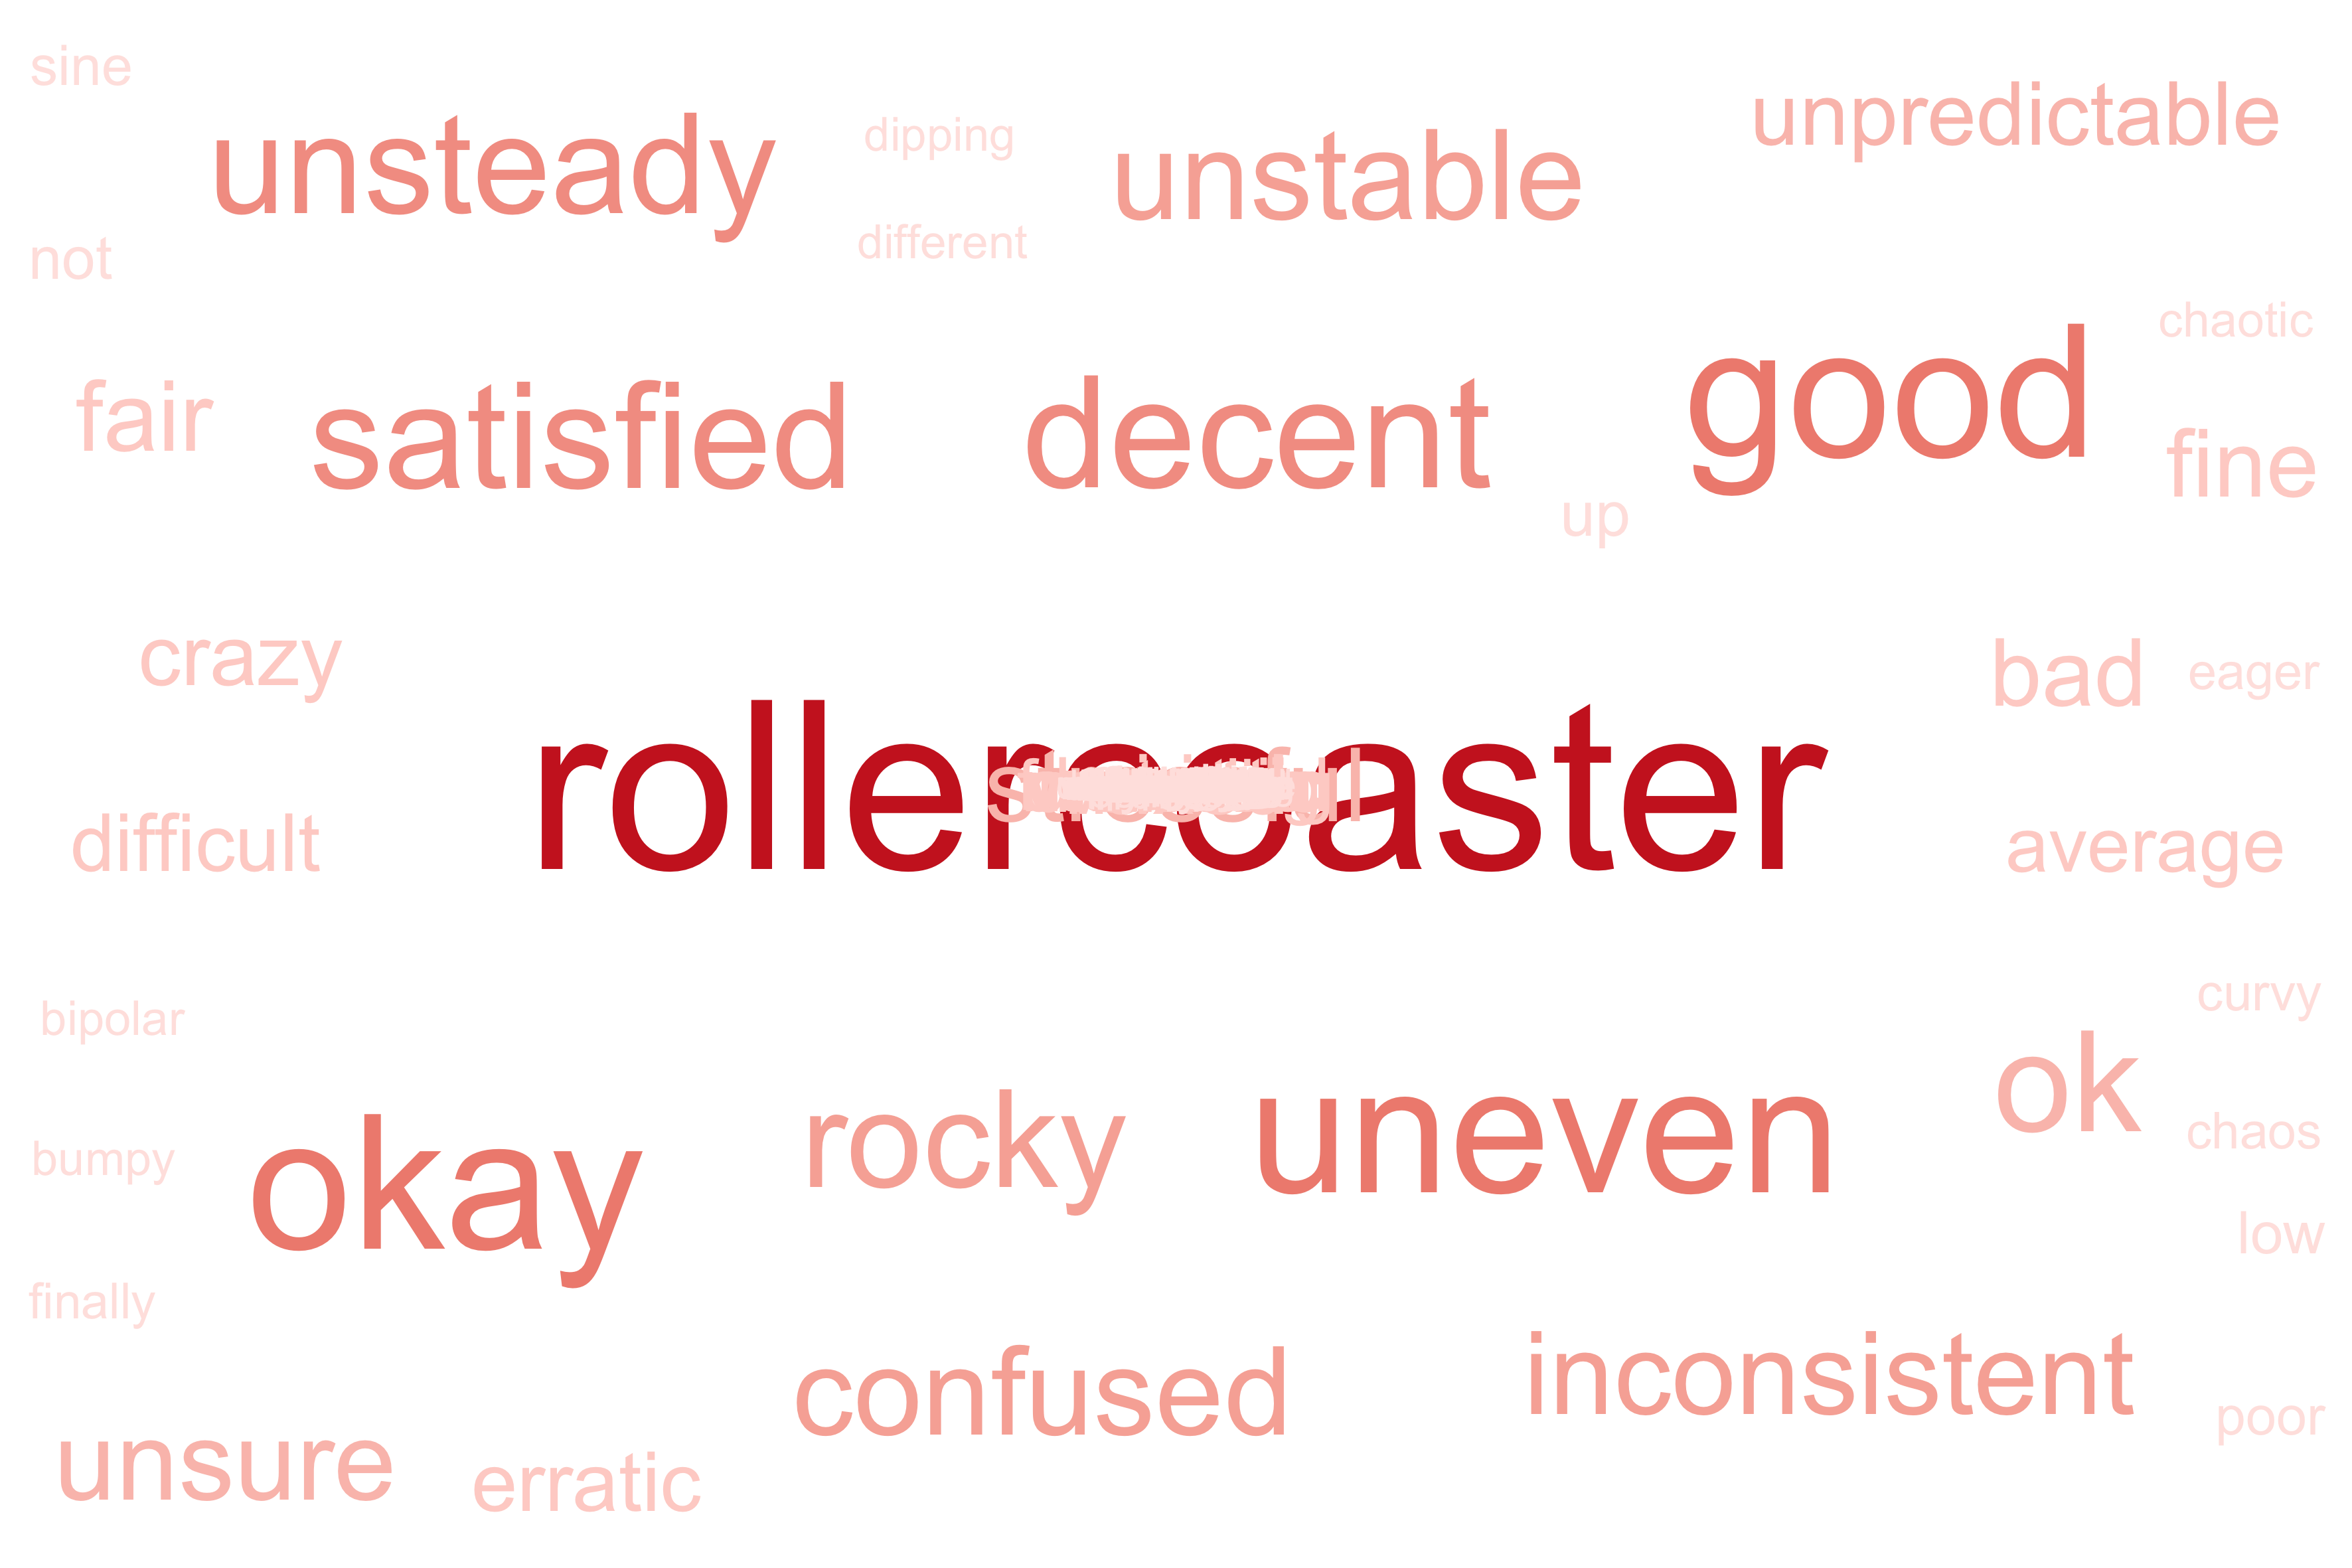 sine
unsteady
dipping
unstable
unpredictable
not
different
chaotic
fair
satisfied
decent
good
fine
up
crazy
bad
eager
rollercoaster
difficult
average
bipolar
curvy
okay
rocky
uneven
ok
bumpy
chaos
low
finally
confused
inconsistent
unsure
erratic
poor